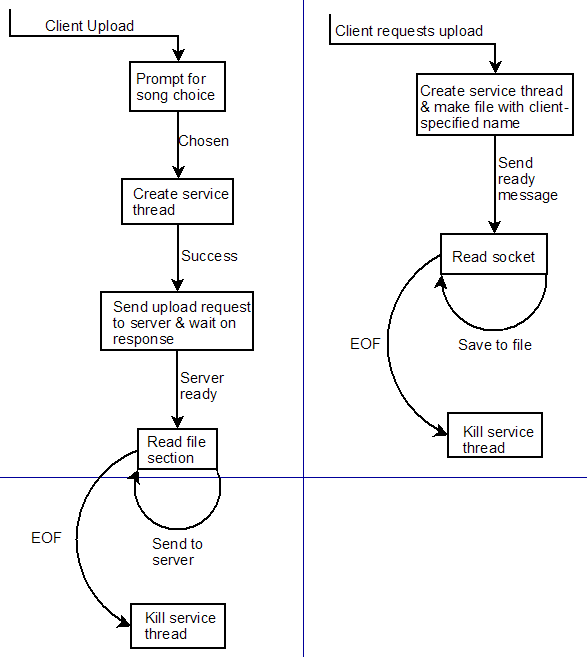 Client Upload
Prompt for
song choice
Chosen
Create service
thread
Success
Send upload request
to server & wait on
response
Server
ready
Read file
section
EOF
Send to
server
Kill service
thread
Client requests upload
Create service thread
& make file with client-
specified name
Send
ready
message
Read socket
EOF
Save to file
Kill service
thread